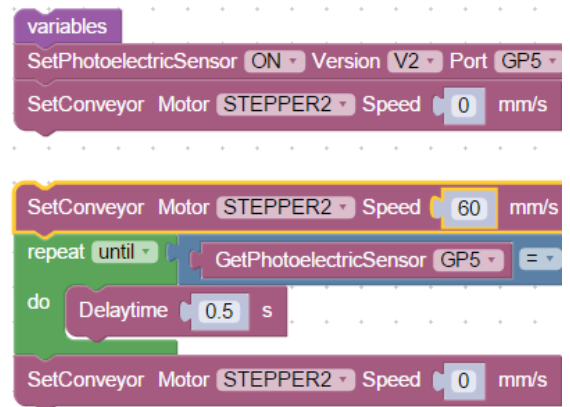 variables
SetPhotoelectricSensor ON Version V2 Port GP5
SetConveyor Motor STEPPER2 Speed 0 mm/s
SetConveyor Motor STEPPER2 Speed 60 mm/s
repeat until GetPhotoelectricSensor GP5 =
do Delaytime 0.5 s
SetConveyor Motor STEPPER2 Speed 0 mm/s